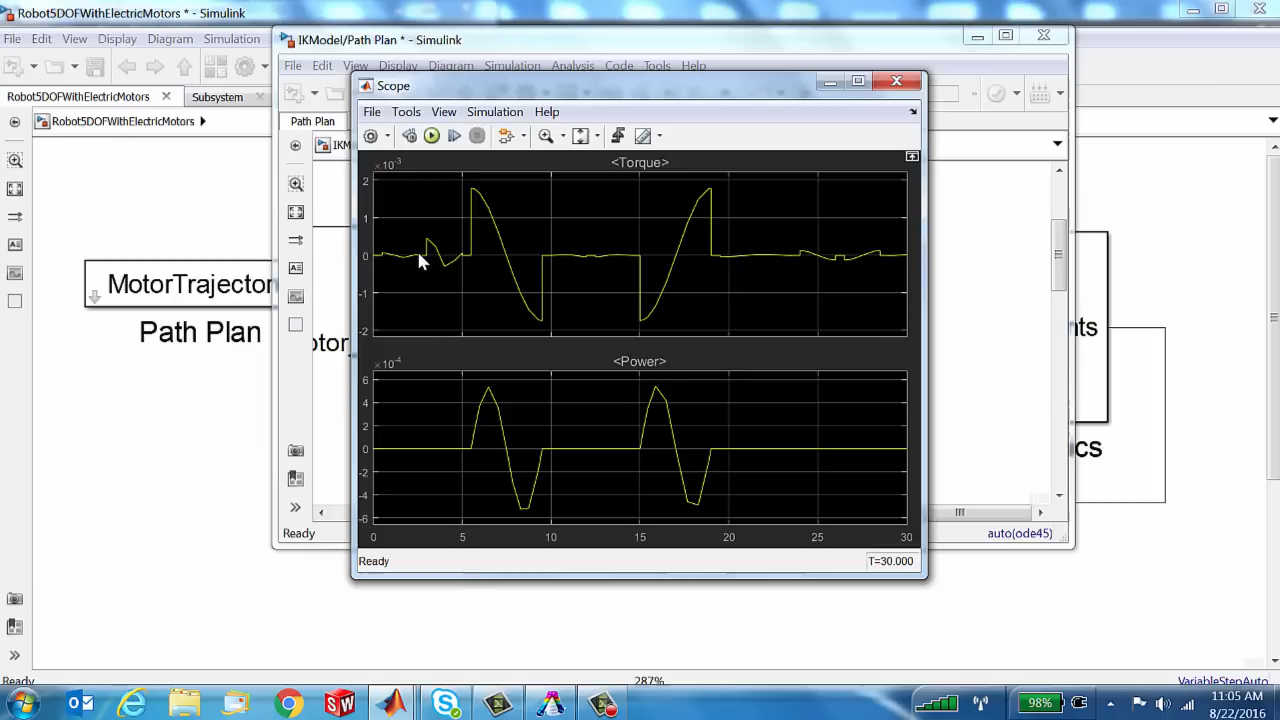 Robot5DOFWithElectricMotors * - Simulink
File Edit View Display Diagram Simulation
Robot5DOFWithElectricMotors Subsystem
Robot5DOFWithElectricMotors
IKModel/Path Plan * - Simulink
File Edit View Display Diagram Simulation Analysis Code Tools Help
Path Plan
Scope
File Tools View Simulation Help
<Torque>
×10⁻³
2
1
0
-1
-2
<Power>
×10⁻⁴
6
4
2
0
-2
-4
-6
0 5 10 15 20 25 30
Ready T=30.000
MotorTrajector
Path Plan
Ready auto(ode45)
Ready 287% VariableStepAuto
98% 11:05 AM
8/22/2016